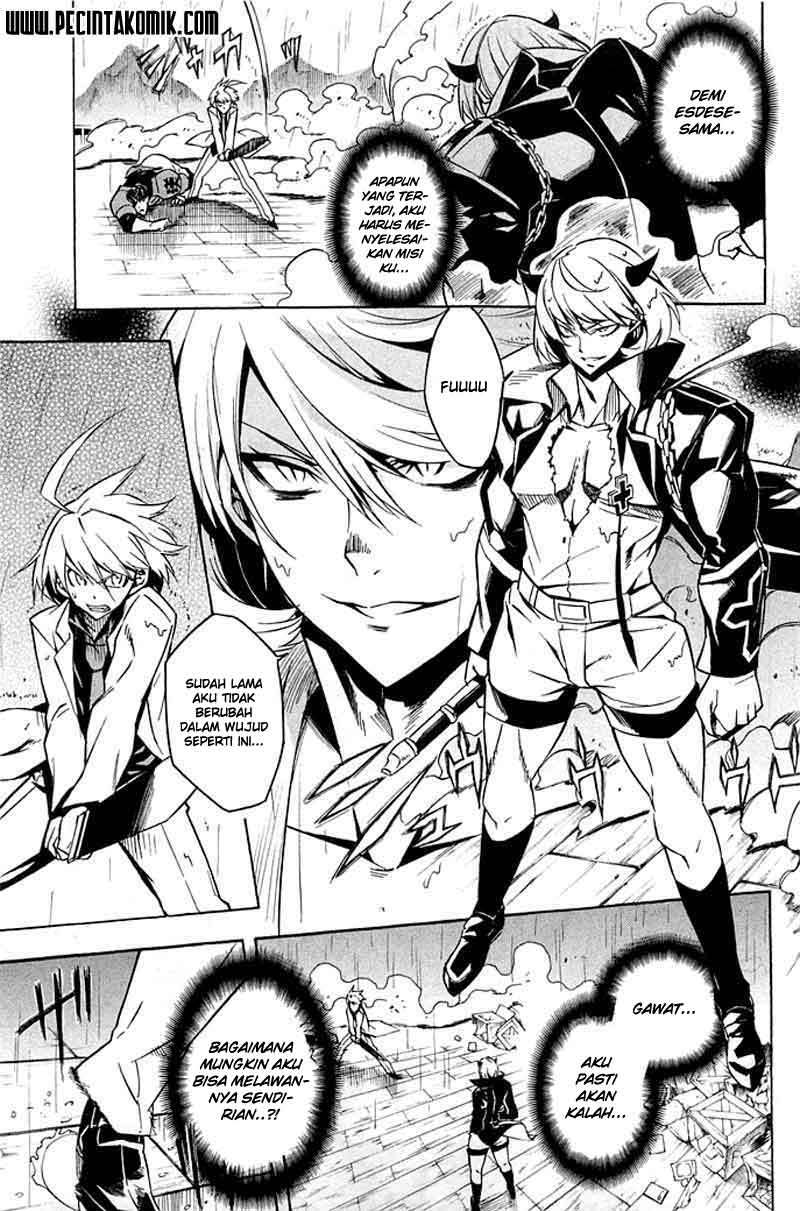 WWW.PECINTAKOMIK.COM
DEMI
ESDESE-
SAMA...
APAPUN
YANG TER-
JADI, AKU
HARUS ME-
NYELESAI-
KAN MISI
KU...
FUUUU
SUDAH LAMA
AKU TIDAK
BERUBAH
DALAM WUJUD
SEPERTI INI...
GAWAT...
AKU
PASTI
AKAN
KALAH...
BAGAIMANA
MUNGKIN AKU
BISA MELAWAN-
NYA SENDI-
RIAN..?!